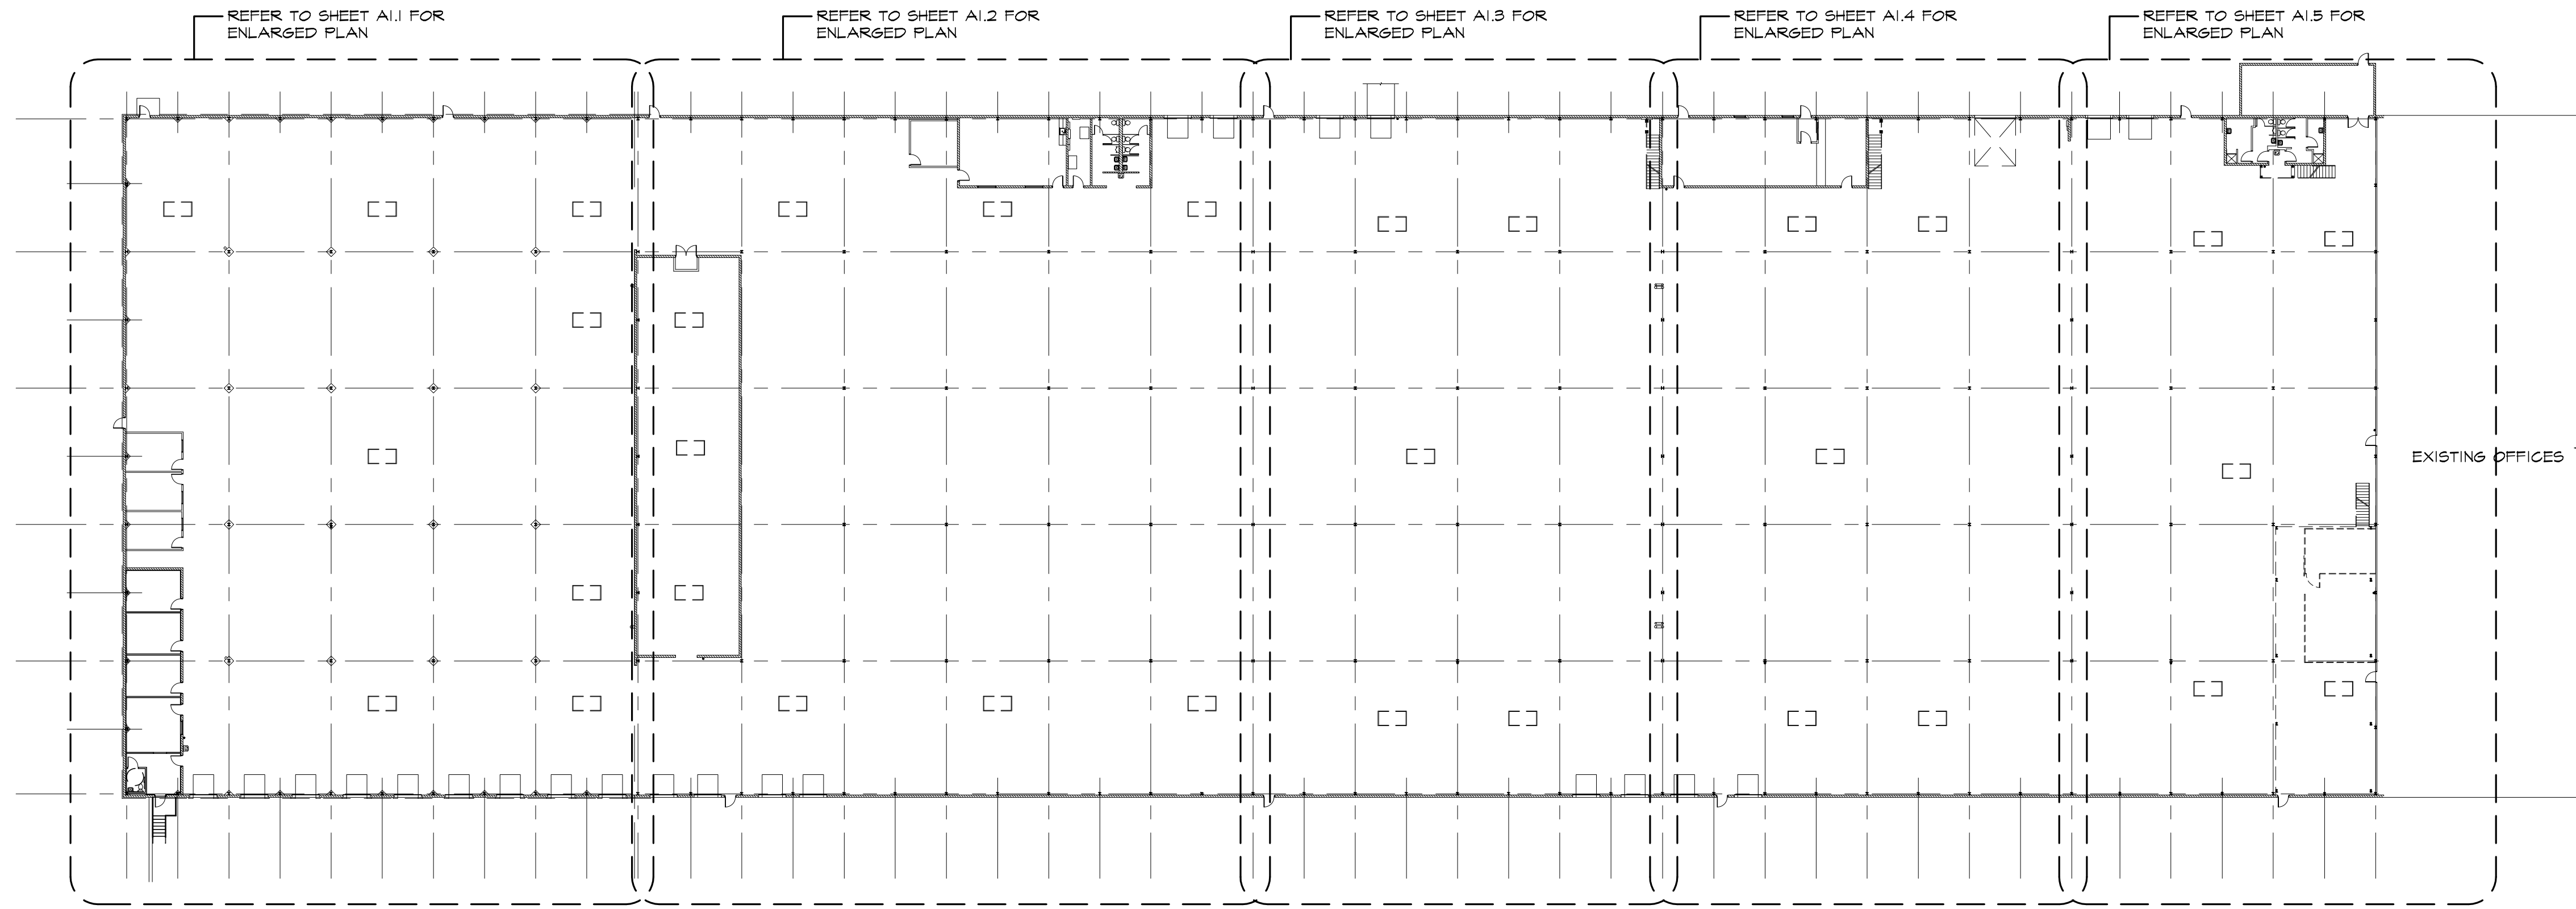 REFER TO SHEET A1.1 FOR
ENLARGED PLAN
REFER TO SHEET A1.2 FOR
ENLARGED PLAN
REFER TO SHEET A1.3 FOR
ENLARGED PLAN
REFER TO SHEET A1.4 FOR
ENLARGED PLAN
REFER TO SHEET A1.5 FOR
ENLARGED PLAN
EXISTING OFFICES